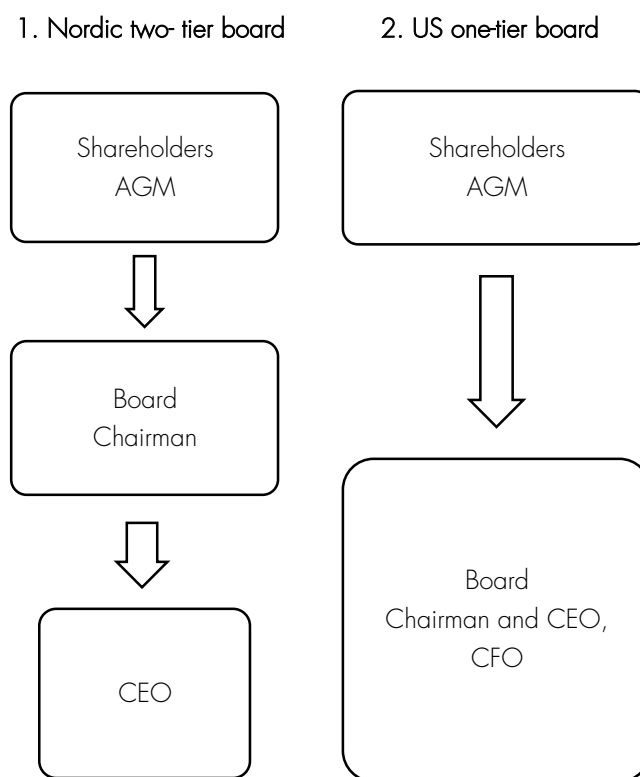 1. Nordic two- tier board
Shareholders
AGM
Board
Chairman
CEO
2. US one-tier board
Shareholders
AGM
Board
Chairman and CEO,
CFO